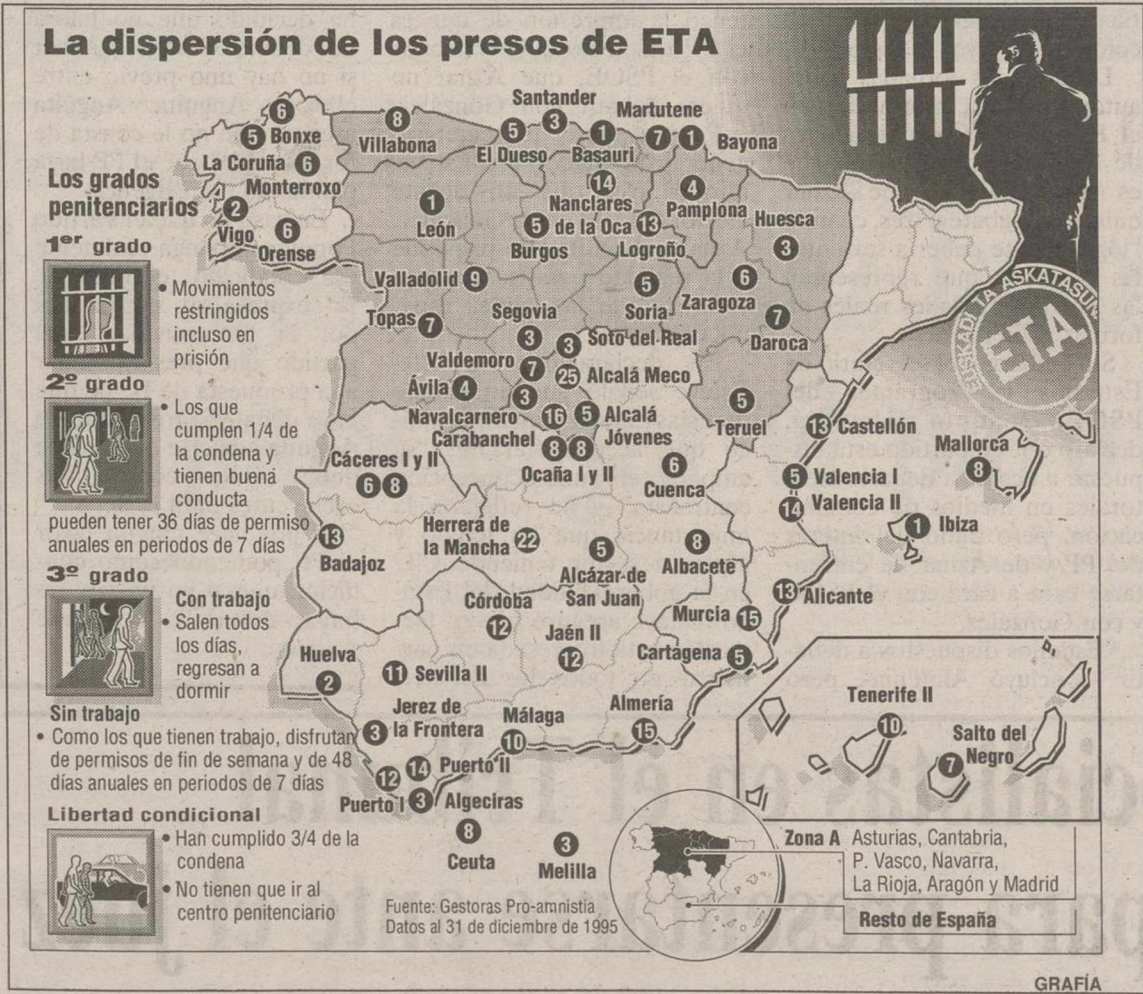 La dispersión de los presos de ETA
Los grados
penitenciarios
1er grado
• Movimientos
restringidos
incluso en
prisión
2º grado
• Los que
cumplen 1/4 de
la condena y
tienen buena
conducta
pueden tener 36 días de permiso
anuales en periodos de 7 días
3º grado
Con trabajo
• Salen todos
los días,
regresan a
dormir
Sin trabajo
• Como los que tienen trabajo, disfrutan
de permisos de fin de semana y de 48
días anuales en periodos de 7 días
Libertad condicional
• Han cumplido 3/4 de la
condena
• No tienen que ir al
centro penitenciario
6
5 Bonxe
La Coruña 6
Monterroxo
2
Vigo
6
Orense
8
Villabona
5
El Dueso
Santander
3
1
Basauri
Martutene
7
1 Bayona
14
Nanclares
de la Oca
4
Pamplona
13
Logroño
Huesca
3
1
León
5
Burgos
Valladolid 9
Topas
7
Segovia
3
5
Soria
6
Zaragoza
7
Daroca
3 Soto del Real
Valdemoro 7
25 Alcalá Meco
Ávila 4
3
Navalcarnero
16
Carabanchel
5 Alcalá
Jóvenes
8 8
Ocaña I y II
5
Teruel
6
Cuenca
13 Castellón
5 Valencia I
14 Valencia II
Mallorca
8
1 Ibiza
Cáceres I y II
6 8
13
Badajoz
Herrera de
la Mancha 22
5
Alcázar de
San Juan
8
Albacete
13 Alicante
Murcia
15
Cartagena 5
Córdoba
12
Jaén II
12
Huelva
2
11 Sevilla II
Jerez de
3 la Frontera
Málaga
10
Almería
15
12
Puerto I
14 Puerto II
3 Algeciras
8
Ceuta
3
Melilla
Tenerife II
10
Salto del
Negro
7
EUSKADI TA ASKATASUNA
ETA
Zona A Asturias, Cantabria,
P. Vasco, Navarra,
La Rioja, Aragón y Madrid
Resto de España
Fuente: Gestoras Pro-amnistia
Datos al 31 de diciembre de 1995
GRAFÍA